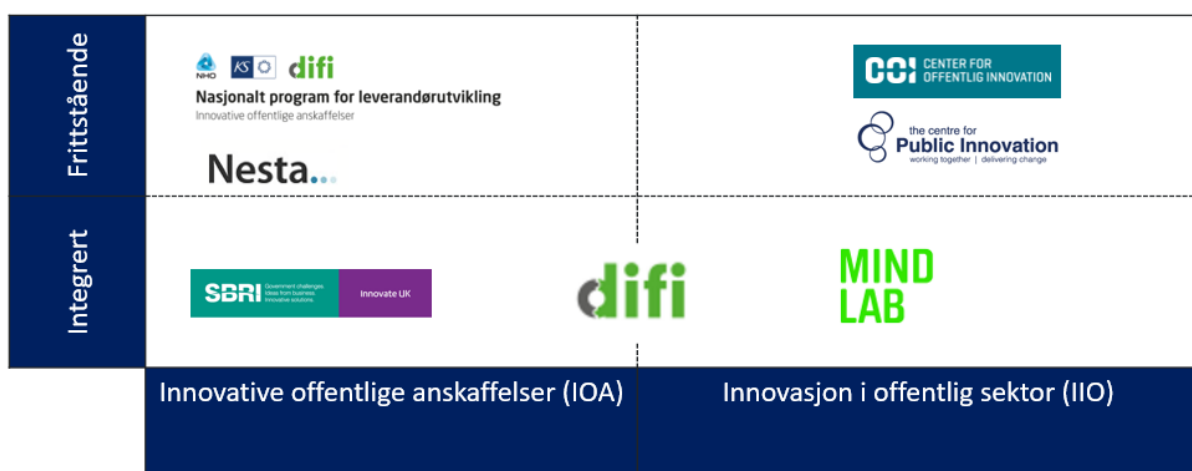 Frittstående
NHO KS difi
Nasjonalt program for leverandørutvikling
Innovative offentlige anskaffelser
Nesta...
COI CENTER FOR
OFFENTLIG INNOVATION
the centre for
Public Innovation
working together | delivering change
Integrert
SBRI Government challenges
Ideas from business
Innovative solutions
Innovate UK
difi
MIND
LAB
Innovative offentlige anskaffelser (IOA)
Innovasjon i offentlig sektor (IIO)